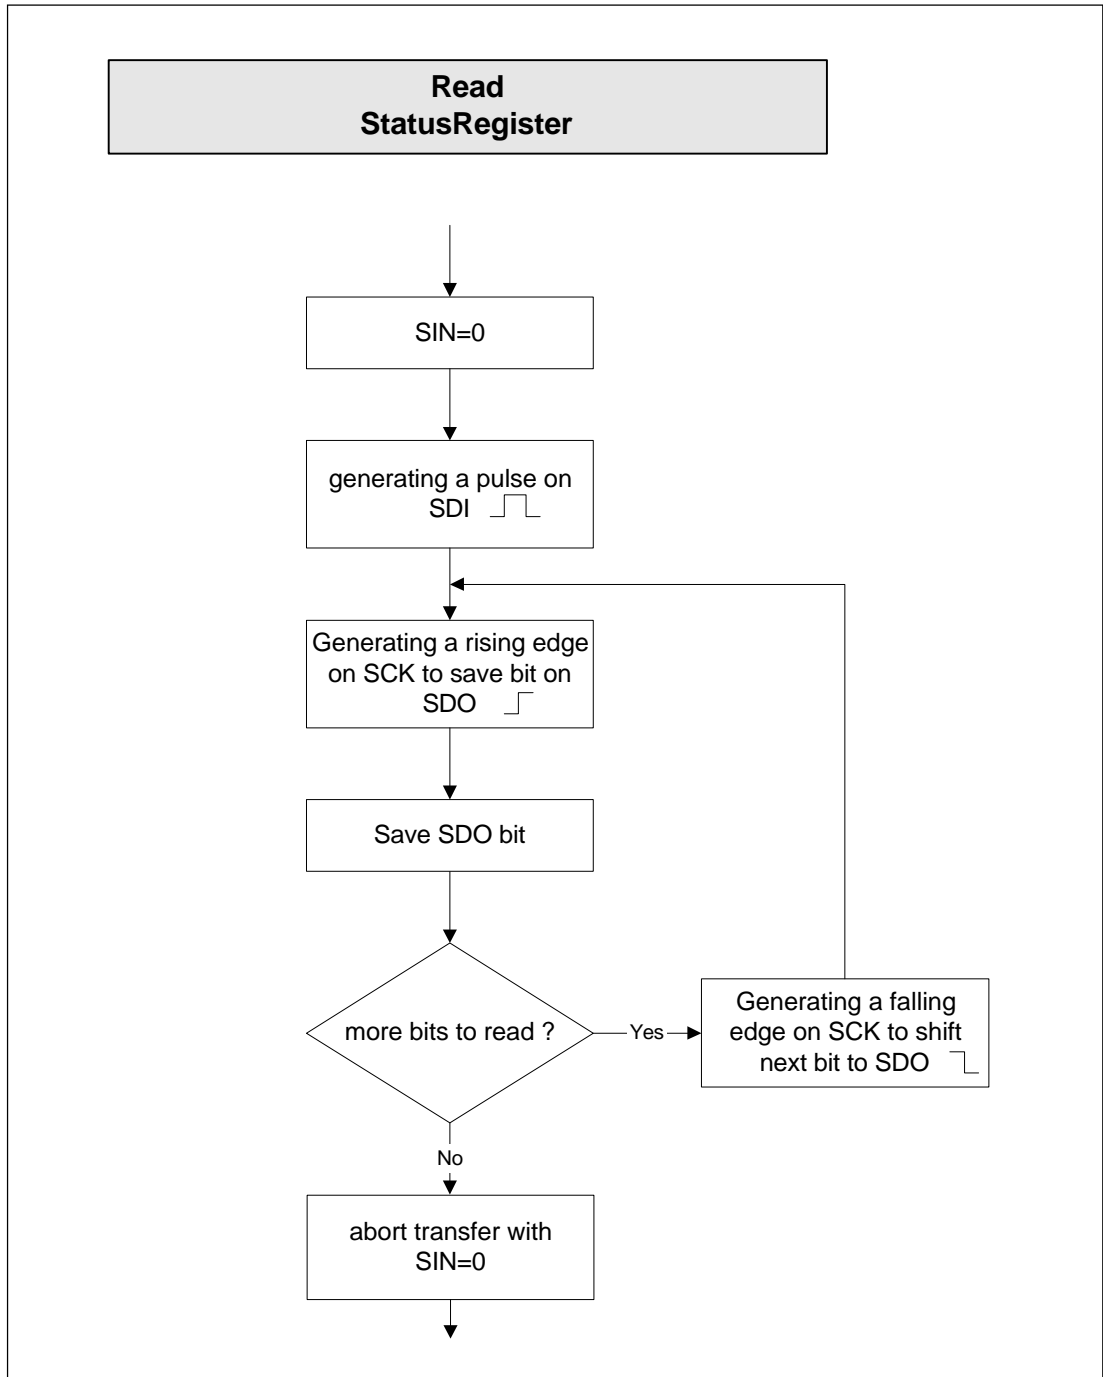 Read
StatusRegister
SIN=0
generating a pulse on
SDI
Generating a rising edge
on SCK to save bit on
SDO
Save SDO bit
more bits to read ?
Yes
Generating a falling
edge on SCK to shift
next bit to SDO
No
abort transfer with
SIN=0